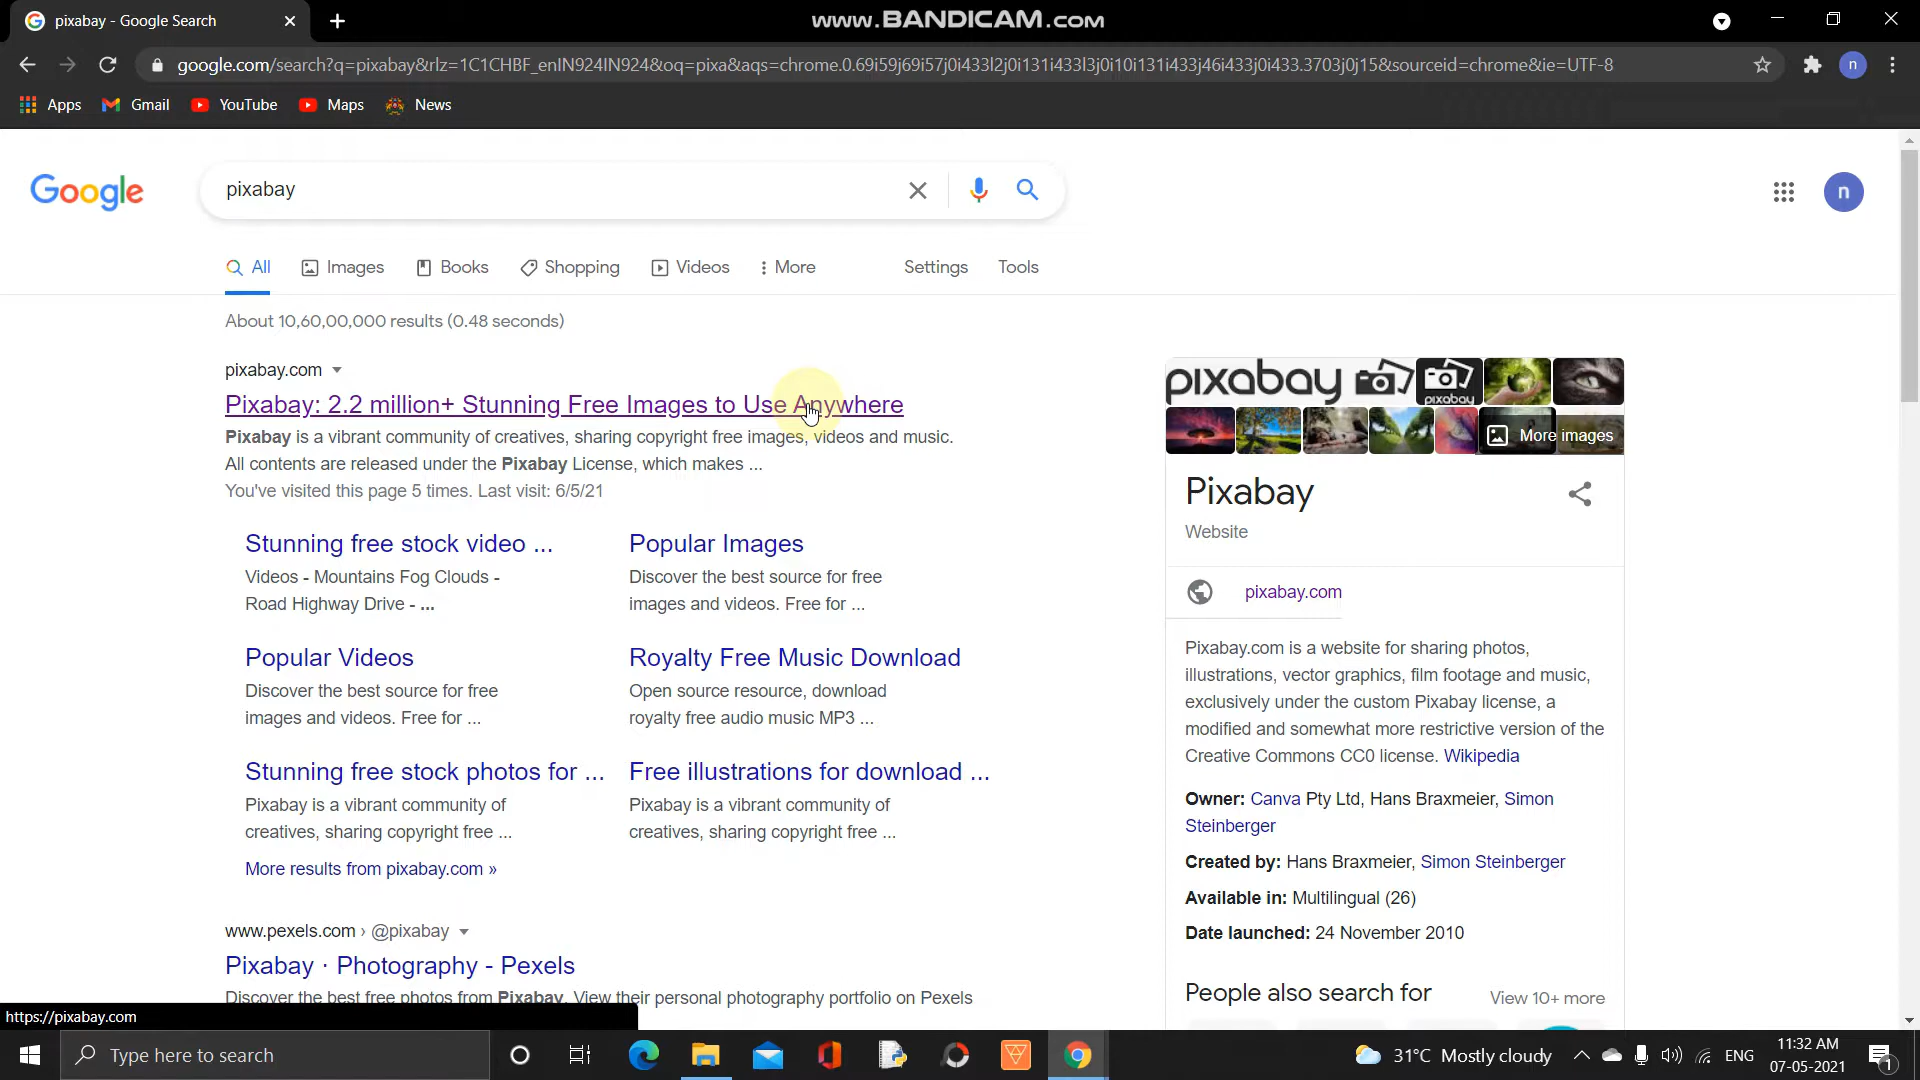 pixabay - Google Search
www.BANDICAM.com
google.com/search?q=pixabay&rlz=1C1CHBF_enIN924IN924&oq=pixa&aqs=chrome.0.69i59j69i57j0i433l2j0i131i433l3j0i10i131i433j46i433j0i433.3703j0j15&sourceid=chrome&ie=UTF-8
n
Apps Gmail YouTube Maps News
Google
pixabay
n
All Images Books Shopping Videos More Settings Tools
About 10,60,00,000 results (0.48 seconds)
pixabay.com
Pixabay: 2.2 million+ Stunning Free Images to Use Anywhere
Pixabay is a vibrant community of creatives, sharing copyright free images, videos and music.
All contents are released under the Pixabay License, which makes ...
You've visited this page 5 times. Last visit: 6/5/21
Stunning free stock video ...
Videos - Mountains Fog Clouds -
Road Highway Drive - ...
Popular Images
Discover the best source for free
images and videos. Free for ...
Popular Videos
Discover the best source for free
images and videos. Free for ...
Royalty Free Music Download
Open source resource, download
royalty free audio music MP3 ...
Stunning free stock photos for ...
Pixabay is a vibrant community of
creatives, sharing copyright free ...
Free illustrations for download ...
Pixabay is a vibrant community of
creatives, sharing copyright free ...
More results from pixabay.com »
www.pexels.com › @pixabay
Pixabay · Photography - Pexels
Discover the best free photos from Pixabay. View their personal photography portfolio on Pexels
pixabay
pixabay
More images
Pixabay
Website
pixabay.com
Pixabay.com is a website for sharing photos,
illustrations, vector graphics, film footage and music,
exclusively under the custom Pixabay license, a
modified and somewhat more restrictive version of the
Creative Commons CC0 license. Wikipedia
Owner: Canva Pty Ltd, Hans Braxmeier, Simon
Steinberger
Created by: Hans Braxmeier, Simon Steinberger
Available in: Multilingual (26)
Date launched: 24 November 2010
People also search for View 10+ more
https://pixabay.com
Type here to search
31°C Mostly cloudy
ENG
11:32 AM
07-05-2021
1